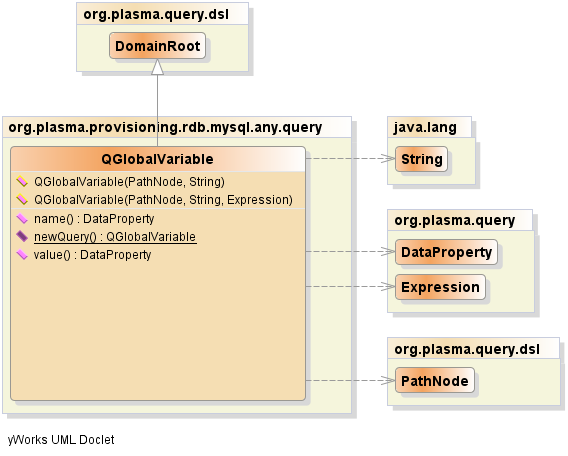 org.plasma.query.dsl
DomainRoot
org.plasma.provisioning.rdb.mysql.any.query
QGlobalVariable
QGlobalVariable(PathNode, String)
QGlobalVariable(PathNode, String, Expression)
name() : DataProperty
newQuery() : QGlobalVariable
value() : DataProperty
java.lang
String
org.plasma.query
DataProperty
Expression
org.plasma.query.dsl
PathNode
yWorks UML Doclet